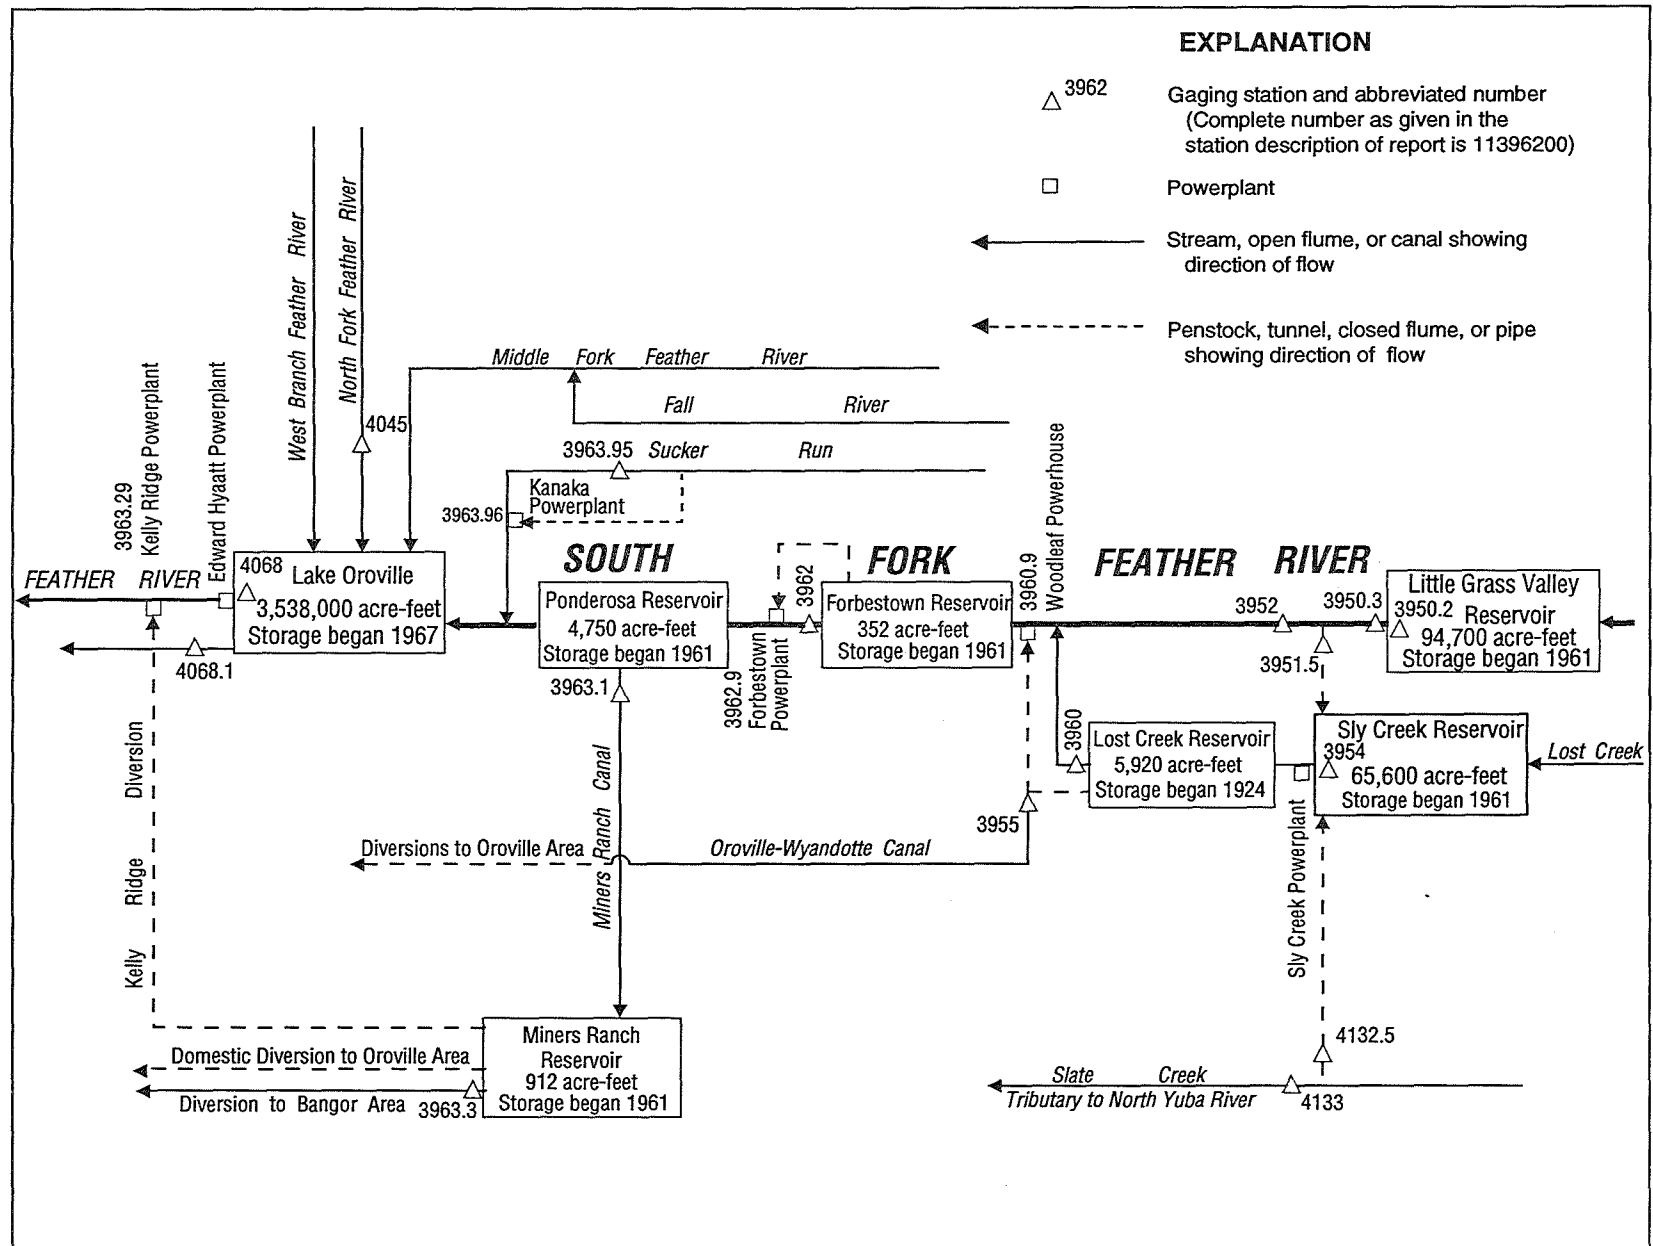 EXPLANATION
3962
Gaging station and abbreviated number
(Complete number as given in the
station description of report is 11396200)
Powerplant
Stream, open flume, or canal showing
direction of flow
Penstock, tunnel, closed flume, or pipe
showing direction of flow
West Branch Feather River
North Fork Feather River
4045
Middle Fork Feather River
Fall River
3963.95 Sucker Run
Kanaka
Powerplant
3963.96
3963.29
Kelly Ridge Powerplant
Edward Hyaatt Powerplant
FEATHER RIVER
4068
Lake Oroville
3,538,000 acre-feet
Storage began 1967
4068.1
SOUTH FORK FEATHER RIVER
Ponderosa Reservoir
4,750 acre-feet
Storage began 1961
3963.1
3962.9
Forbestown
Powerplant
3962
Forbestown Reservoir
352 acre-feet
Storage began 1961
3960.9
Woodleaf Powerhouse
3952
3950.3
3951.5
Little Grass Valley
3950.2
Reservoir
94,700 acre-feet
Storage began 1961
3960
Lost Creek Reservoir
5,920 acre-feet
Storage began 1924
Sly Creek Reservoir
3954
65,600 acre-feet
Storage began 1961
Lost Creek
3955
Sly Creek Powerplant
Diversions to Oroville Area
Oroville-Wyandotte Canal
Miners Ranch Canal
Kelly Ridge Diversion
Miners Ranch
Reservoir
912 acre-feet
Storage began 1961
Domestic Diversion to Oroville Area
Diversion to Bangor Area
3963.3
4132.5
Slate Creek
Tributary to North Yuba River
4133